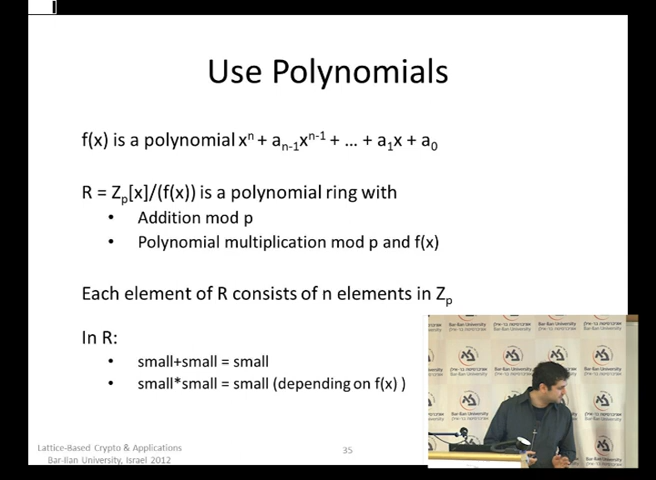 Use Polynomials
f(x) is a polynomial xⁿ + aₙ₋₁xⁿ⁻¹ + ... + a₁x + a₀
R = Zₚ[x]/(f(x)) is a polynomial ring with
• Addition mod p
• Polynomial multiplication mod p and f(x)
Each element of R consists of n elements in Zₚ
In R:
• small+small = small
• small*small = small (depending on f(x) )
Lattice-Based Crypto & Applications
Bar-Ilan University, Israel 2012
35
Bar-Ilan University